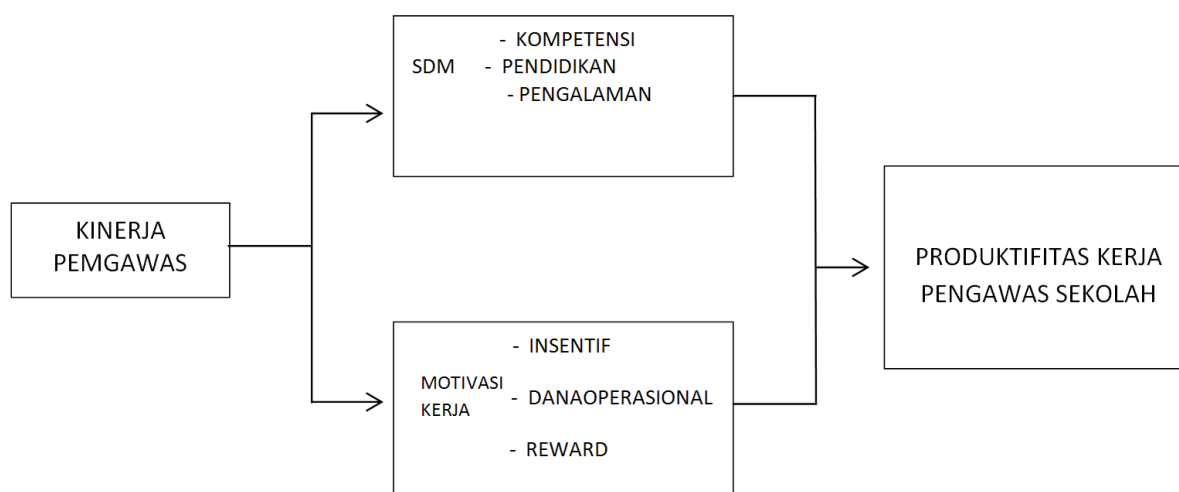 - KOMPETENSI
SDM - PENDIDIKAN
- PENGALAMAN
KINERJA
PEMGAWAS
PRODUKTIFITAS KERJA
PENGAWAS SEKOLAH
- INSENTIF
MOTIVASI
KERJA
- DANAOPERASIONAL
- REWARD